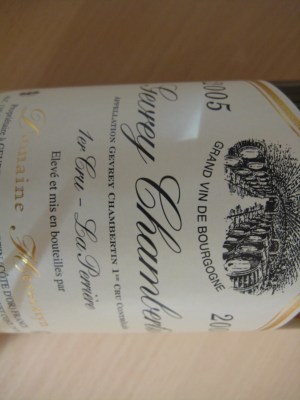 2005
GRAND VIN DE BOURGOGNE
Gevrey Chambert
APPELLATION GEVREY CHAMBERTIN 1ER CRU CONTRÔLÉE
1er Cru - La Perrière
Elevé et mis en bouteilles par
Domaine